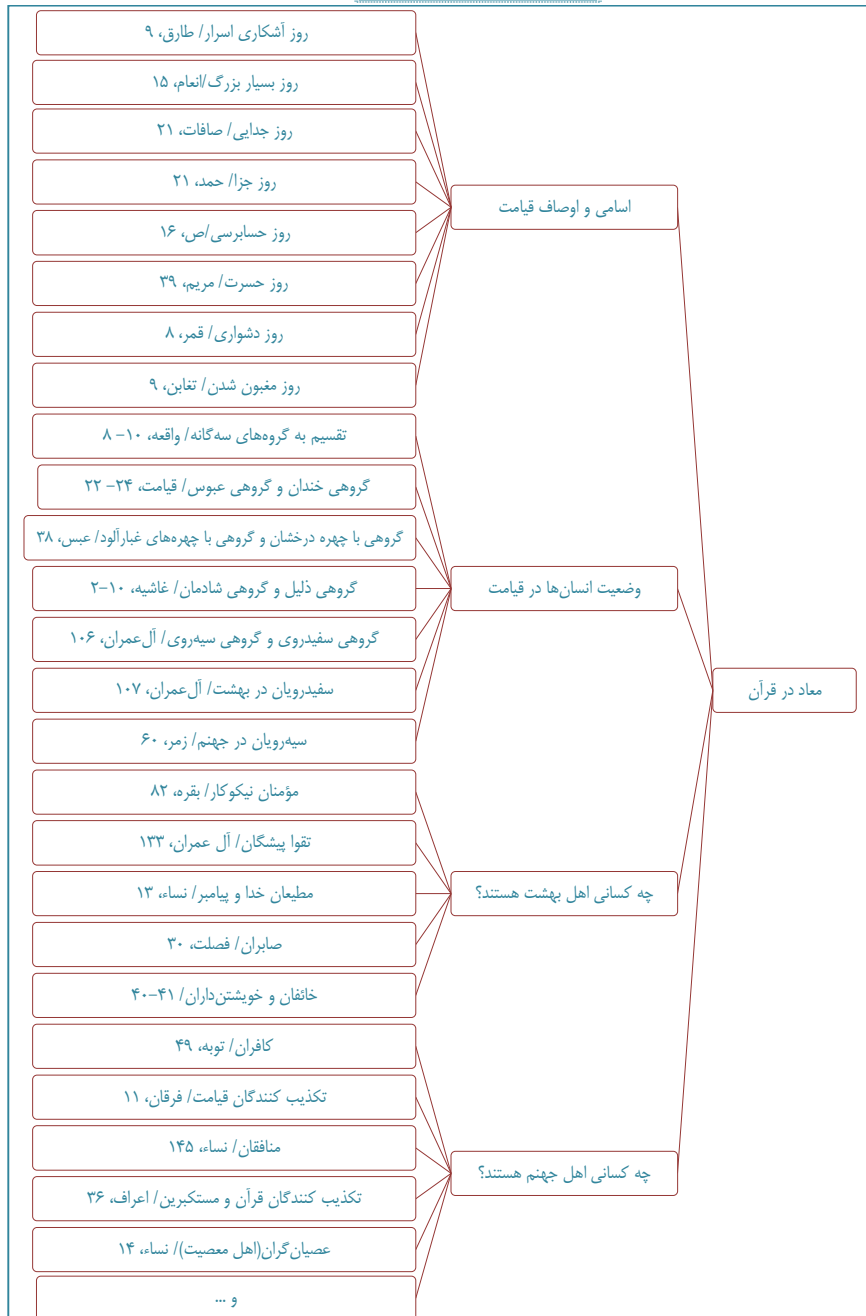 معاد در قرآن
اسامی و اوصاف قیامت
روز آشکاری اسرار/ طارق، ۹
روز بسیار بزرگ/انعام، ۱۵
روز جدایی/ صافات، ۲۱
روز جزا/ حمد، ۲۱
روز حسابرسی/ص، ۱۶
روز حسرت/ مریم، ۳۹
روز دشواری/ قمر، ۸
روز مغبون شدن/ تغابن، ۹
وضعیت انسان‌ها در قیامت
تقسیم به گروه‌های سه‌گانه/ واقعه، ۱۰- ۸
گروهی خندان و گروهی عبوس/ قیامت، ۲۴- ۲۲
گروهی با چهره درخشان و گروهی با چهره‌های غبارآلود/ عبس، ۳۸
گروهی ذلیل و گروهی شادمان/ غاشیه، ۱۰-۲
گروهی سفیدروی و گروهی سیه‌روی/ آل‌عمران، ۱۰۶
سفیدرویان در بهشت/ آل‌عمران، ۱۰۷
سیه‌رویان در جهنم/ زمر، ۶۰
چه کسانی اهل بهشت هستند؟
مؤمنان نیکوکار/ بقره، ۸۲
تقوا پیشگان/ آل عمران، ۱۳۳
مطیعان خدا و پیامبر/ نساء، ۱۳
صابران/ فصلت، ۳۰
خائفان و خویشتن‌داران/ ۴۱-۴۰
چه کسانی اهل جهنم هستند؟
کافران/ توبه، ۴۹
تکذیب کنندگان قیامت/ فرقان، ۱۱
منافقان/ نساء، ۱۴۵
تکذیب کنندگان قرآن و مستکبرین/ اعراف، ۳۶
عصیان‌گران(اهل معصیت)/ نساء، ۱۴
و ...